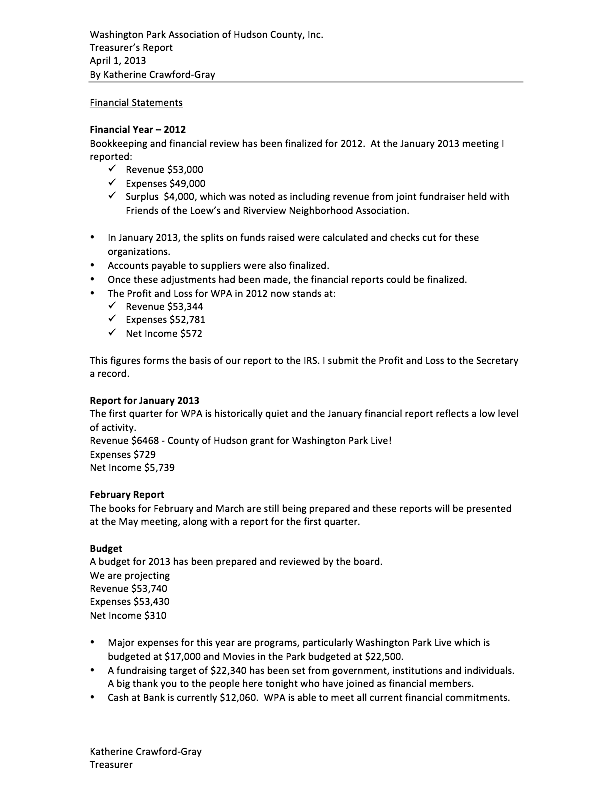 Washington Park Association of Hudson County, Inc.
Treasurer's Report
April 1, 2013
By Katherine Crawford-Gray
Financial Statements
Financial Year – 2012
Bookkeeping and financial review has been finalized for 2012.  At the January 2013 meeting I
reported:
✓ Revenue $53,000
✓ Expenses $49,000
✓ Surplus  $4,000, which was noted as including revenue from joint fundraiser held with
Friends of the Loew's and Riverview Neighborhood Association.
• In January 2013, the splits on funds raised were calculated and checks cut for these
organizations.
• Accounts payable to suppliers were also finalized.
• Once these adjustments had been made, the financial reports could be finalized.
• The Profit and Loss for WPA in 2012 now stands at:
✓ Revenue $53,344
✓ Expenses $52,781
✓ Net Income $572
This figures forms the basis of our report to the IRS. I submit the Profit and Loss to the Secretary
a record.
Report for January 2013
The first quarter for WPA is historically quiet and the January financial report reflects a low level
of activity.
Revenue $6468 - County of Hudson grant for Washington Park Live!
Expenses $729
Net Income $5,739
February Report
The books for February and March are still being prepared and these reports will be presented
at the May meeting, along with a report for the first quarter.
Budget
A budget for 2013 has been prepared and reviewed by the board.
We are projecting
Revenue $53,740
Expenses $53,430
Net Income $310
• Major expenses for this year are programs, particularly Washington Park Live which is
budgeted at $17,000 and Movies in the Park budgeted at $22,500.
• A fundraising target of $22,340 has been set from government, institutions and individuals.
A big thank you to the people here tonight who have joined as financial members.
• Cash at Bank is currently $12,060.  WPA is able to meet all current financial commitments.
Katherine Crawford-Gray
Treasurer